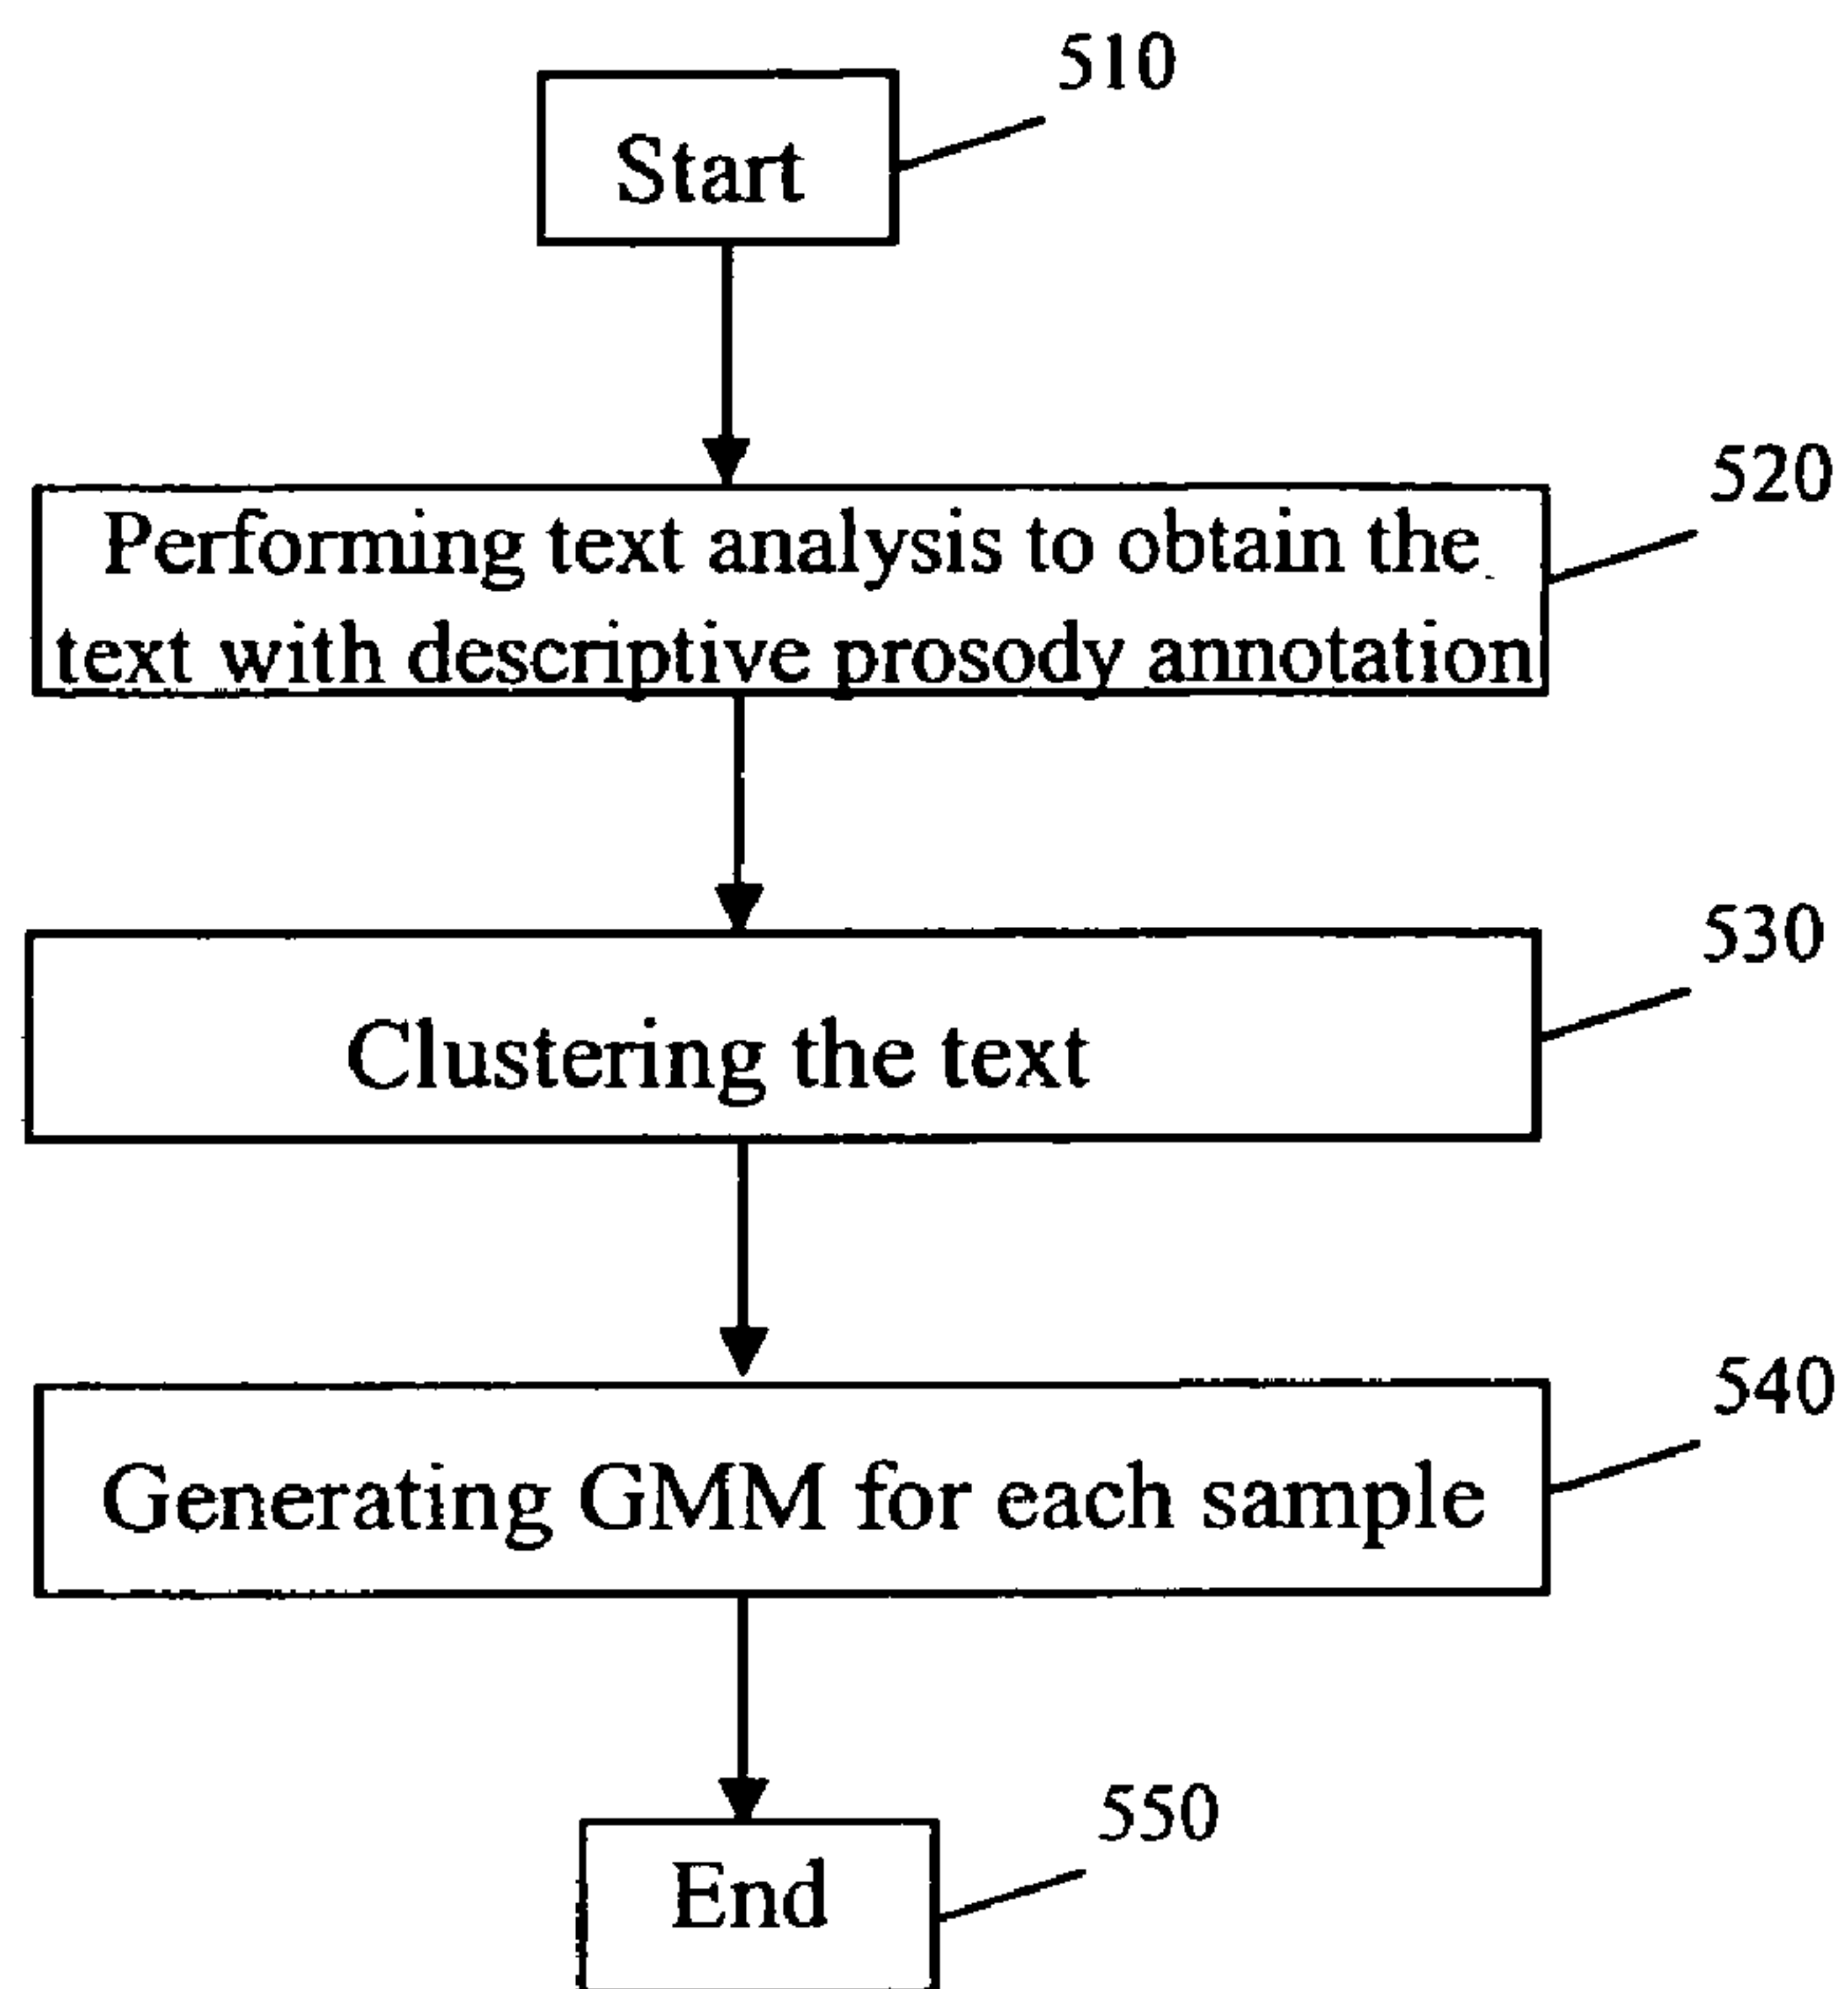 510
Start
520
Performing text analysis to obtain the
text with descriptive prosody annotation
530
Clustering the text
540
Generating GMM for each sample
550
End